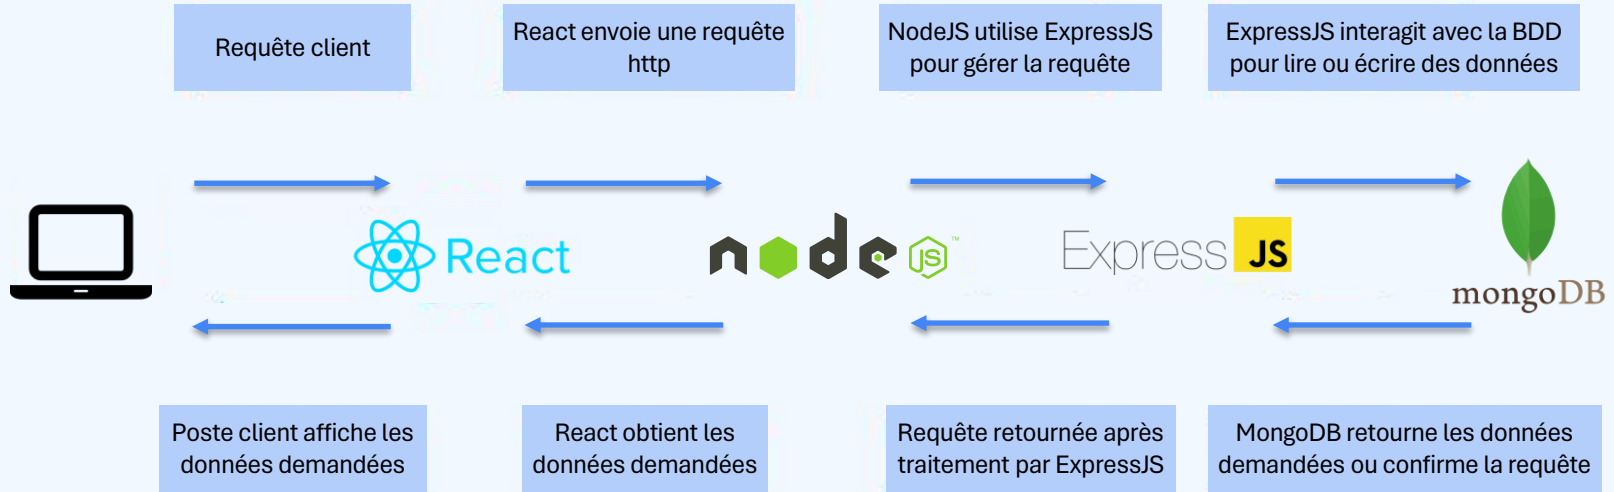 Requête client
React envoie une requête
http
NodeJS utilise ExpressJS
pour gérer la requête
ExpressJS interagit avec la BDD
pour lire ou écrire des données
React
node JS ™
Express JS
mongoDB
Poste client affiche les
données demandées
React obtient les
données demandées
Requête retournée après
traitement par ExpressJS
MongoDB retourne les données
demandées ou confirme la requête